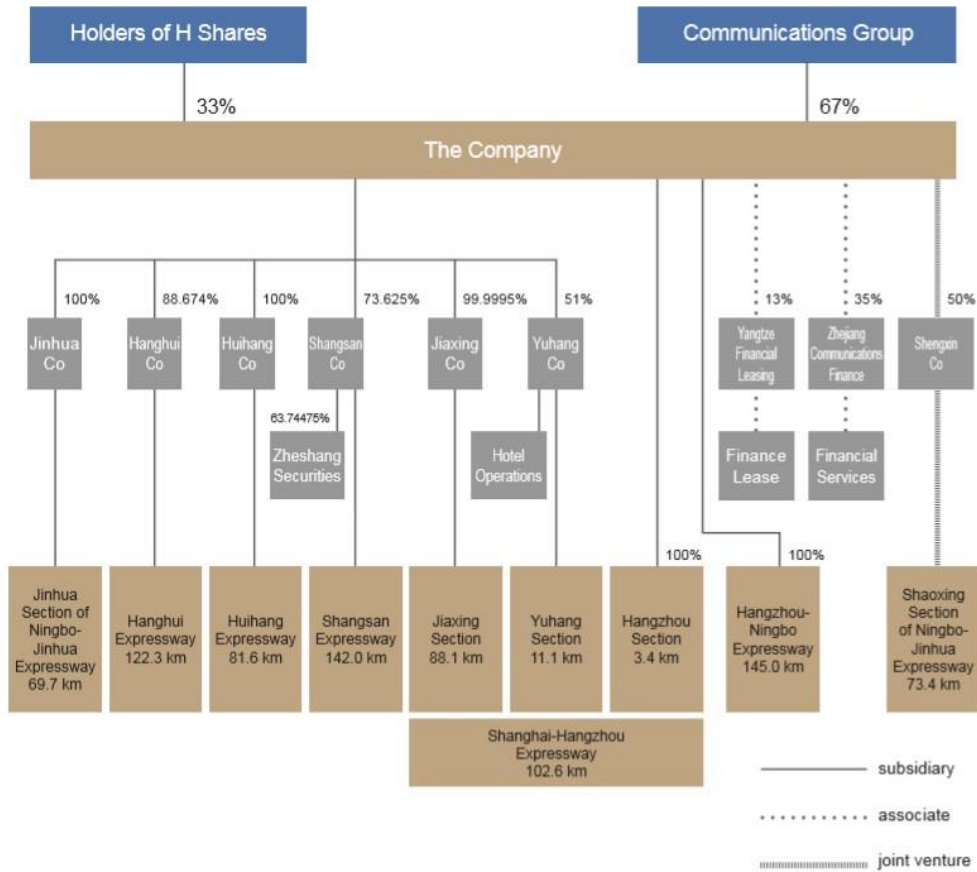 Holders of H Shares
Communications Group
33%
67%
The Company
100%
88.674%
100%
73.625%
99.9995%
51%
13%
35%
50%
Jinhua
Co
Hanghui
Co
Huihang
Co
Shangsan
Co
Jiaxing
Co
Yuhang
Co
Yangtze
Financial
Leasing
Zhejiang
Communications
Finance
Shengxin
Co
63.74475%
Zheshang
Securities
Hotel
Operations
Finance
Lease
Financial
Services
100%
100%
Jinhua
Section of
Ningbo-
Jinhua
Expressway
69.7 km
Hanghui
Expressway
122.3 km
Huihang
Expressway
81.6 km
Shangsan
Expressway
142.0 km
Jiaxing
Section
88.1 km
Yuhang
Section
11.1 km
Hangzhou
Section
3.4 km
Hangzhou-
Ningbo
Expressway
145.0 km
Shaoxing
Section
of Ningbo-
Jinhua
Expressway
73.4 km
Shanghai-Hangzhou
Expressway
102.6 km
subsidiary
associate
joint venture